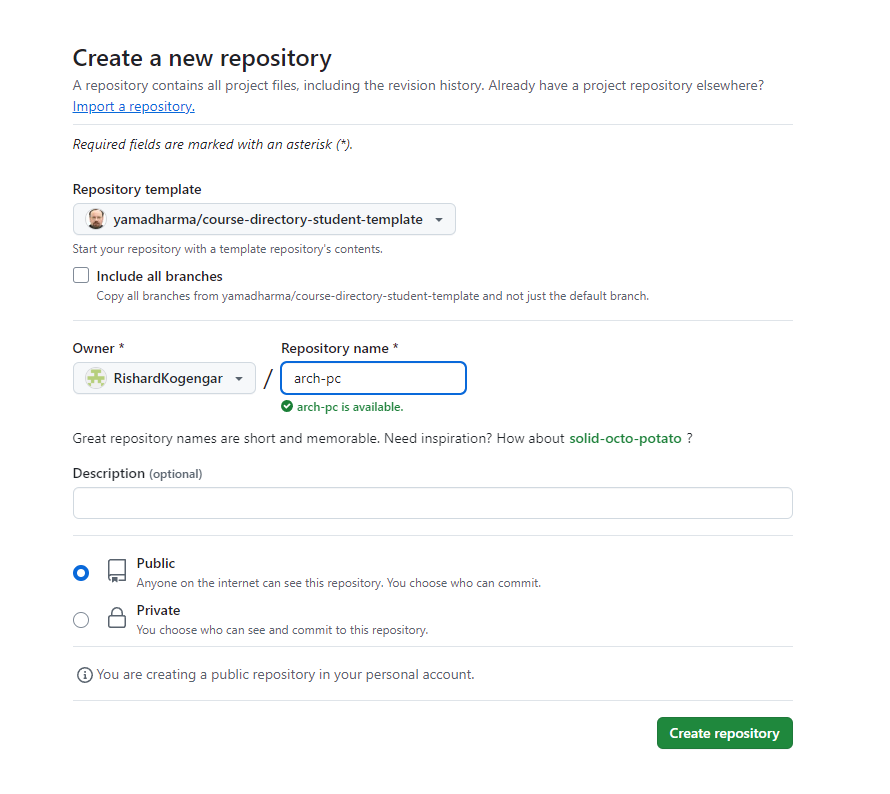 Create a new repository
A repository contains all project files, including the revision history. Already have a project repository elsewhere?
Import a repository.
Required fields are marked with an asterisk (*).
Repository template
yamadharma/course-directory-student-template
Start your repository with a template repository's contents.
Include all branches
Copy all branches from yamadharma/course-directory-student-template and not just the default branch.
Owner * Repository name *
RishardKogengar / arch-pc
arch-pc is available.
Great repository names are short and memorable. Need inspiration? How about solid-octo-potato ?
Description (optional)
Public
Anyone on the internet can see this repository. You choose who can commit.
Private
You choose who can see and commit to this repository.
You are creating a public repository in your personal account.
Create repository